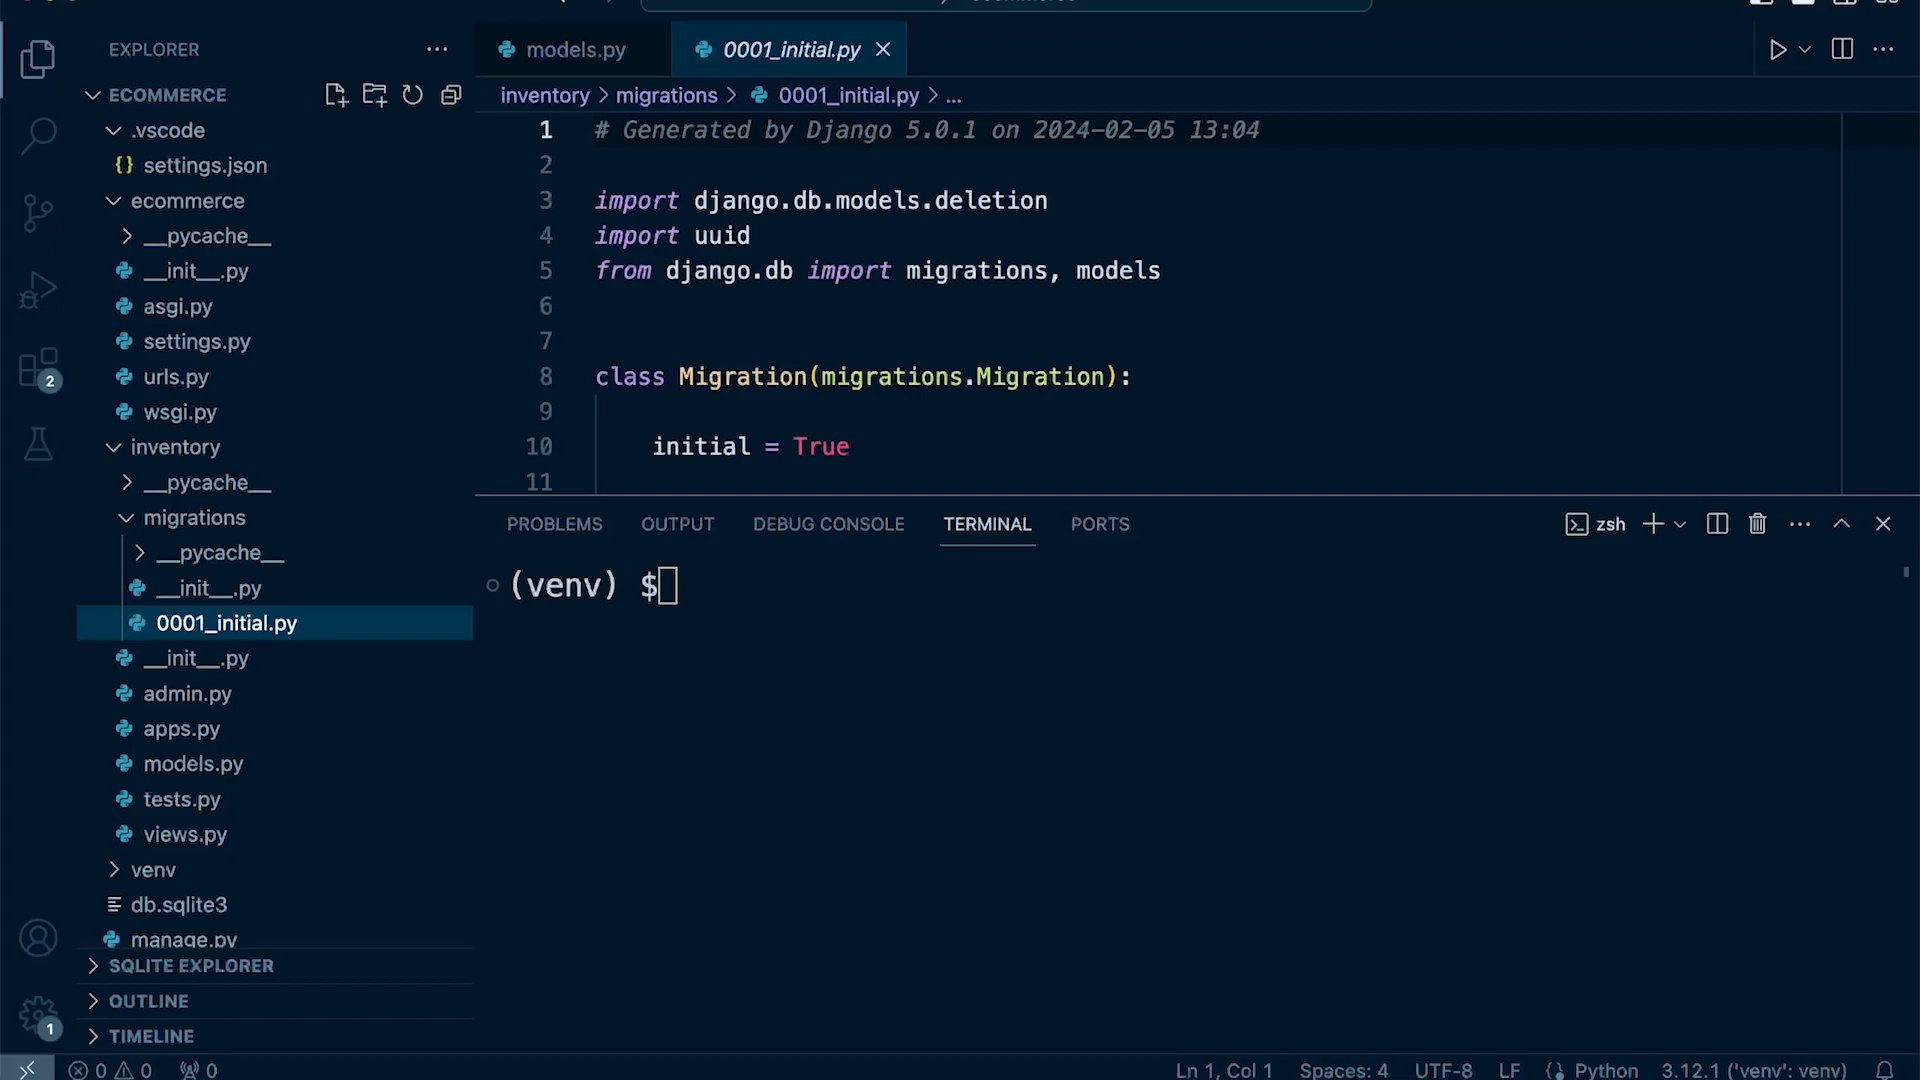 EXPLORER
ECOMMERCE
.vscode
{} settings.json
ecommerce
__pycache__
__init__.py
asgi.py
settings.py
urls.py
wsgi.py
inventory
__pycache__
migrations
__pycache__
__init__.py
0001_initial.py
__init__.py
admin.py
apps.py
models.py
tests.py
views.py
venv
db.sqlite3
manage.py
SQLITE EXPLORER
OUTLINE
TIMELINE
2
1
models.py 0001_initial.py
inventory > migrations > 0001_initial.py > ...
1 # Generated by Django 5.0.1 on 2024-02-05 13:04
2
3 import django.db.models.deletion
4 import uuid
5 from django.db import migrations, models
6
7
8 class Migration(migrations.Migration):
9
10 initial = True
11
PROBLEMS OUTPUT DEBUG CONSOLE TERMINAL PORTS zsh
(venv) $
0 0 0 Ln 1, Col 1 Spaces: 4 UTF-8 LF Python 3.12.1 ('venv': venv)